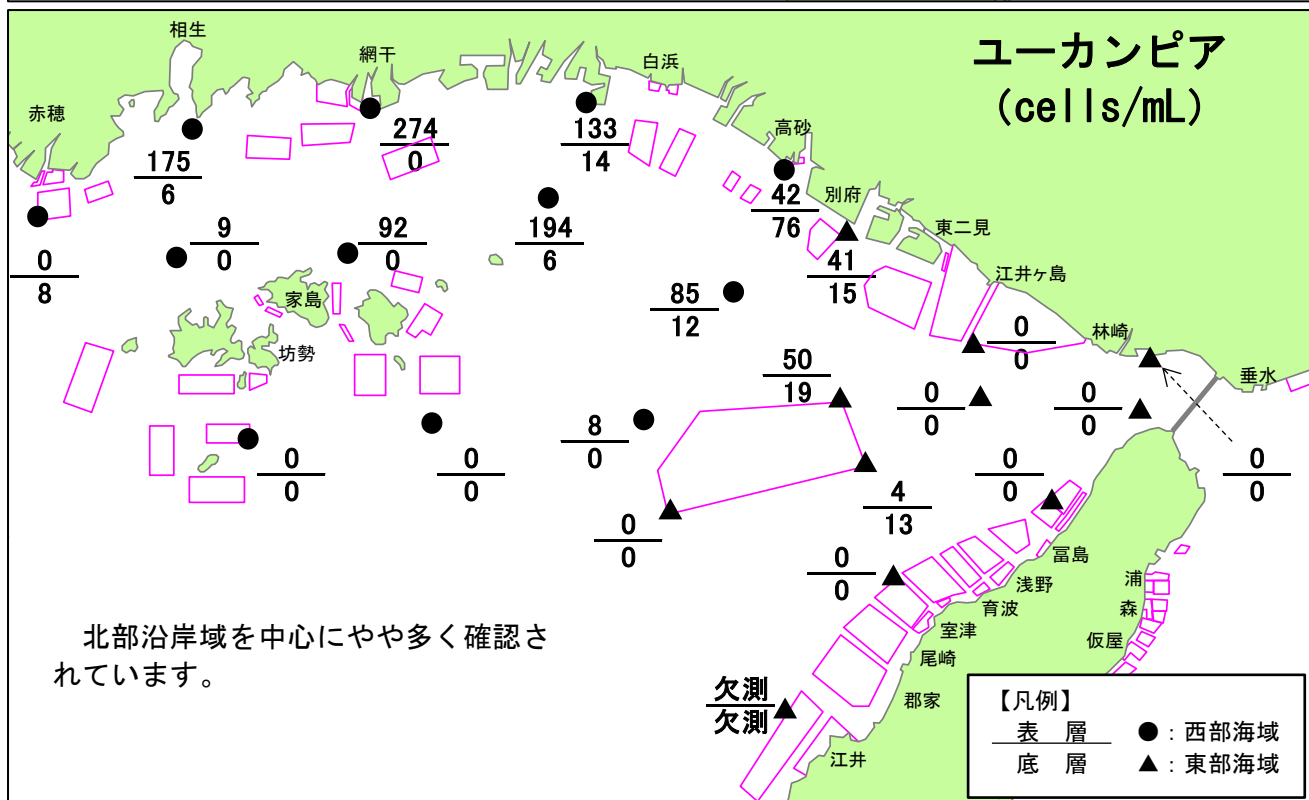 ユーカンピア
(cells/mL)
相生
網干
白浜
赤穂
高砂
別府
東二見
江井ヶ島
林崎
垂水
家島
坊勢
274
0
133
14
175
6
42
76
9
0
92
0
194
6
0
8
41
15
85
12
0
0
50
19
0
0
0
0
8
0
0
0
0
0
0
0
0
0
4
13
0
0
0
0
冨島
浅野
育波
室津
尾崎
郡家
江井
浦
森
仮屋
欠測
欠測
北部沿岸域を中心にやや多く確認さ
れています。
【凡例】
表 層 ●：西部海域
底 層 ▲：東部海域